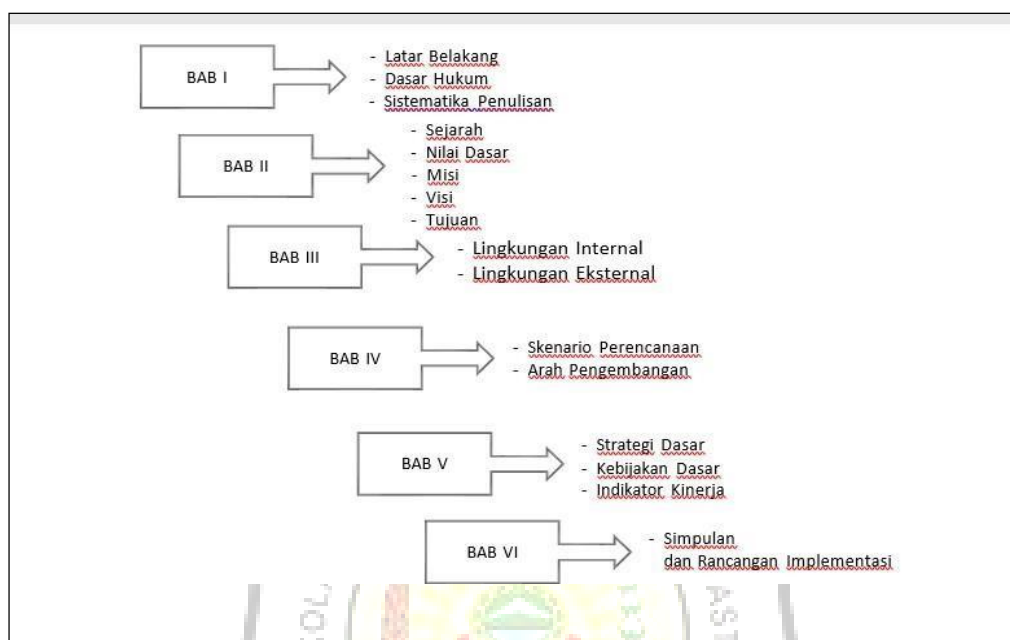 BAB I
- Latar Belakang
- Dasar Hukum
- Sistematika Penulisan
BAB II
- Sejarah
- Nilai Dasar
- Misi
- Visi
- Tujuan
BAB III
- Lingkungan Internal
- Lingkungan Eksternal
BAB IV
- Skenario Perencanaan
- Arah Pengembangan
BAB V
- Strategi Dasar
- Kebijakan Dasar
- Indikator Kinerja
BAB VI
- Simpulan
dan Rancangan Implementasi